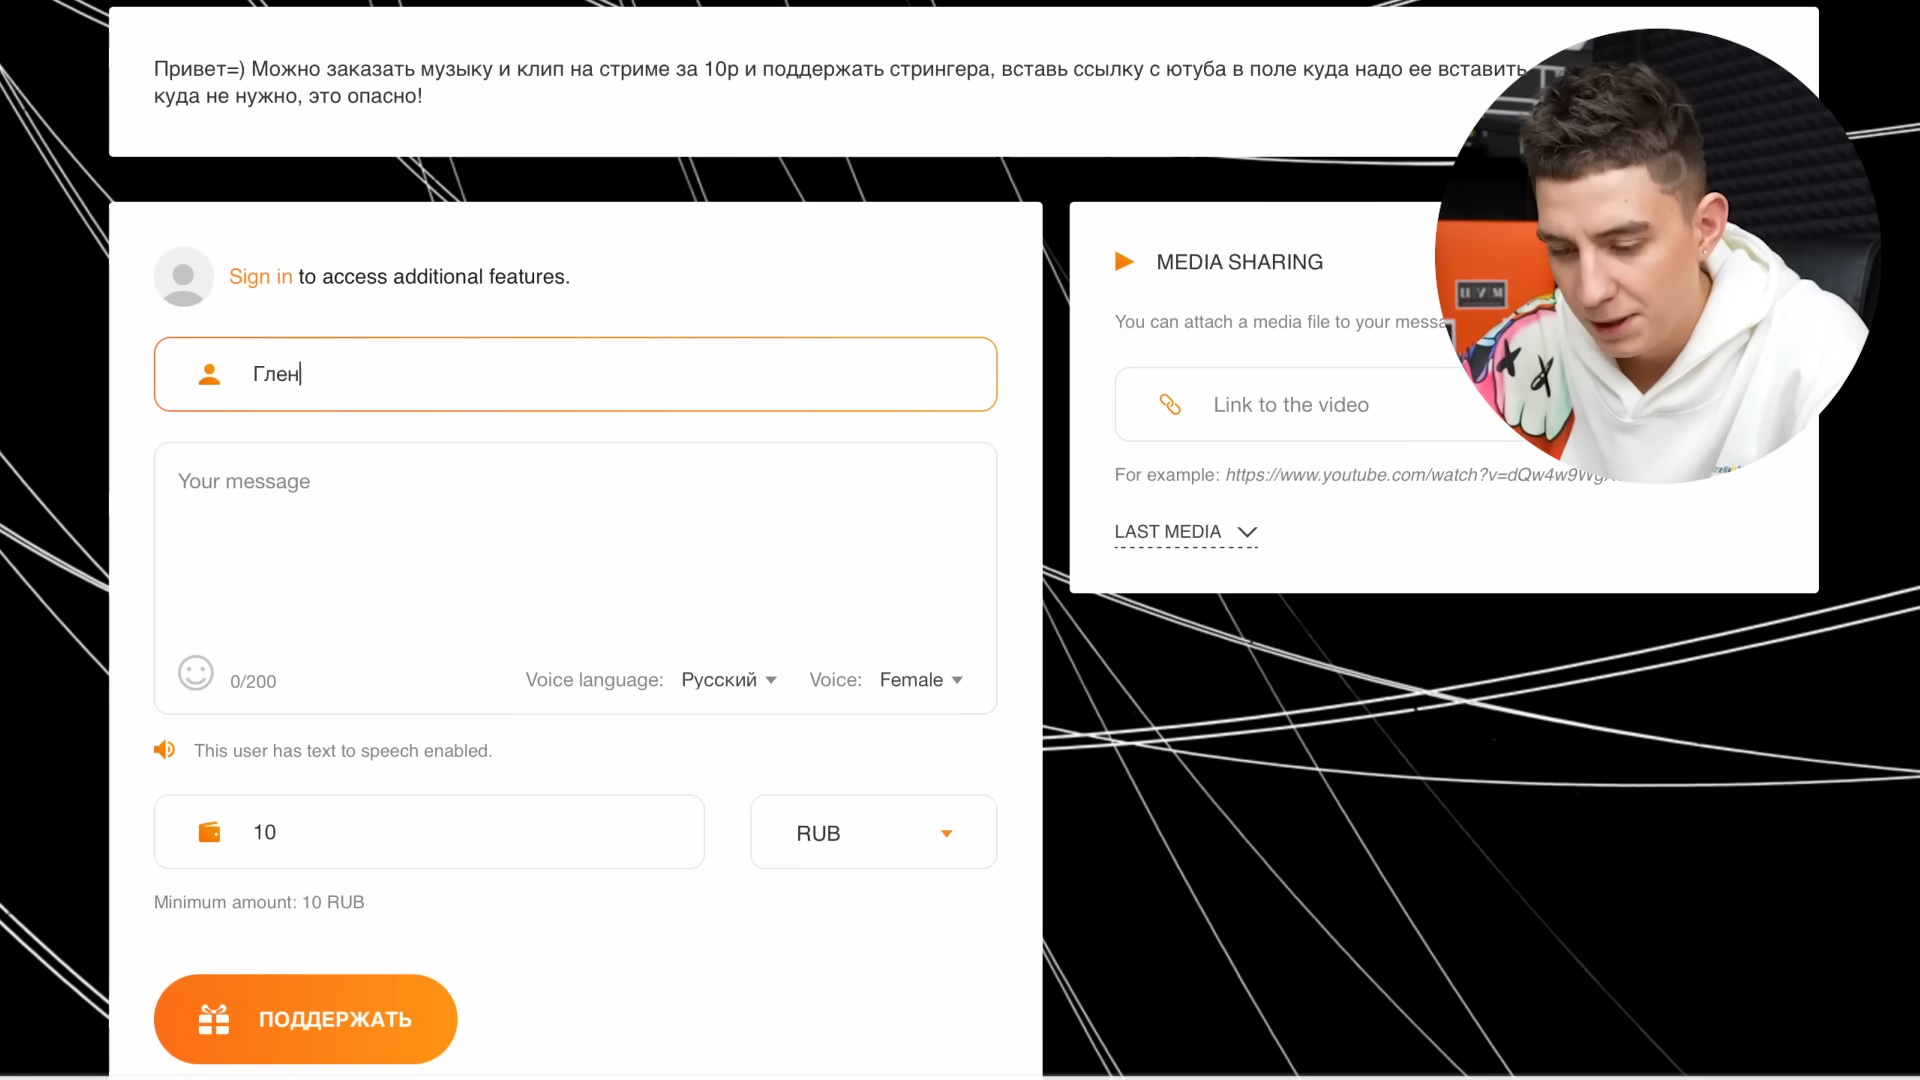 Привет=) Можно заказать музыку и клип на стриме за 10р и поддержать стрингера, вставь ссылку с ютуба в поле куда надо ее вставить
куда не нужно, это опасно!
Sign in to access additional features.
Глен
Your message
0/200
Voice language: Русский
Voice: Female
This user has text to speech enabled.
10
RUB
Minimum amount: 10 RUB
ПОДДЕРЖАТЬ
MEDIA SHARING
You can attach a media file to your
Link to the video
For example: https://www.youtube.com/watch?v=dQw4w9Wg
LAST MEDIA
ЦУМ